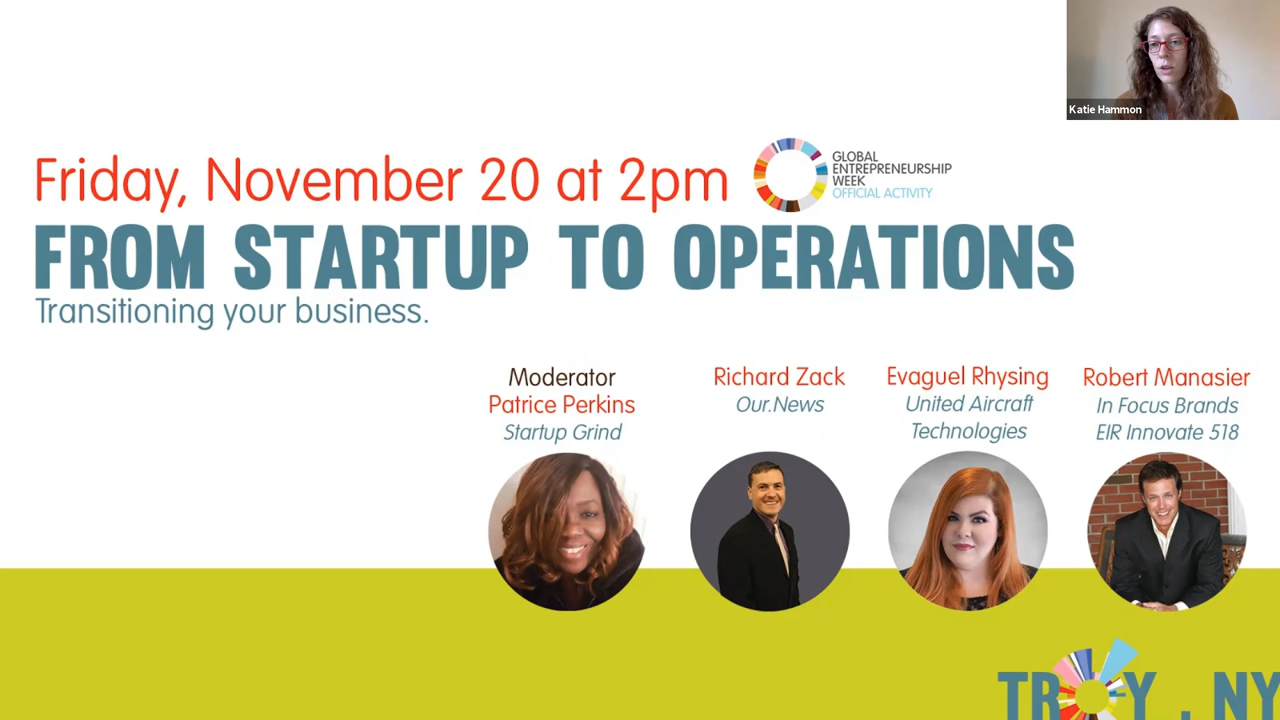 Katie Hammon
Friday, November 20 at 2pm
GLOBAL
ENTREPRENEURSHIP
WEEK
OFFICIAL ACTIVITY
FROM STARTUP TO OPERATIONS
Transitioning your business.
Moderator
Patrice Perkins
Startup Grind
Richard Zack
Our.News
Evaguel Rhysing
United Aircraft
Technologies
Robert Manasier
In Focus Brands
EIR Innovate 518
TROY . NY